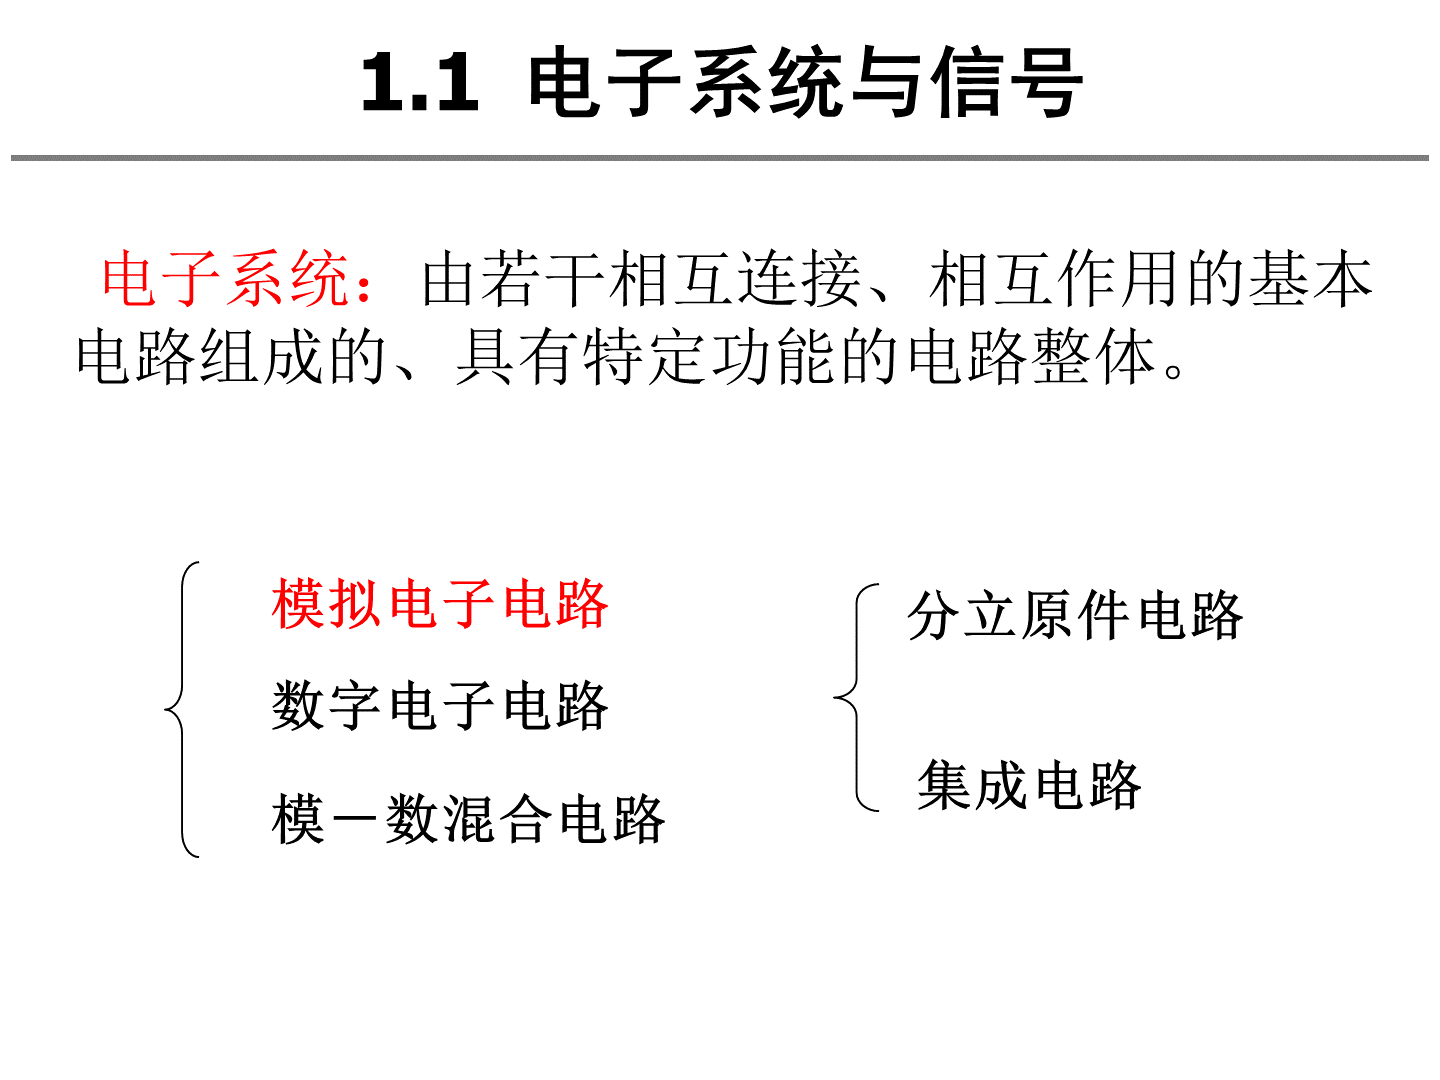 1.1 电子系统与信号
电子系统：由若干相互连接、相互作用的基本
电路组成的、具有特定功能的电路整体。
模拟电子电路
数字电子电路
模－数混合电路
分立原件电路
集成电路